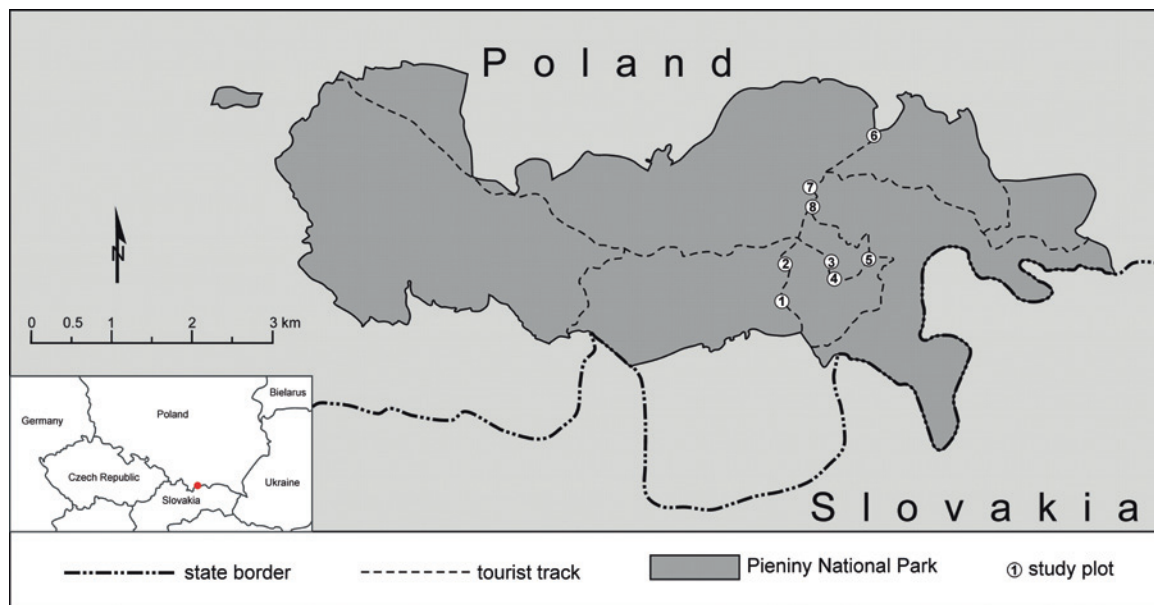 Poland
6
7
8
2
3
5
4
1
N
0 0.5 1 2 3 km
Bielarus
Germany
Poland
Czech Republic
Ukraine
Slovakia
Slovakia
state border
tourist track
Pieniny National Park
1 study plot